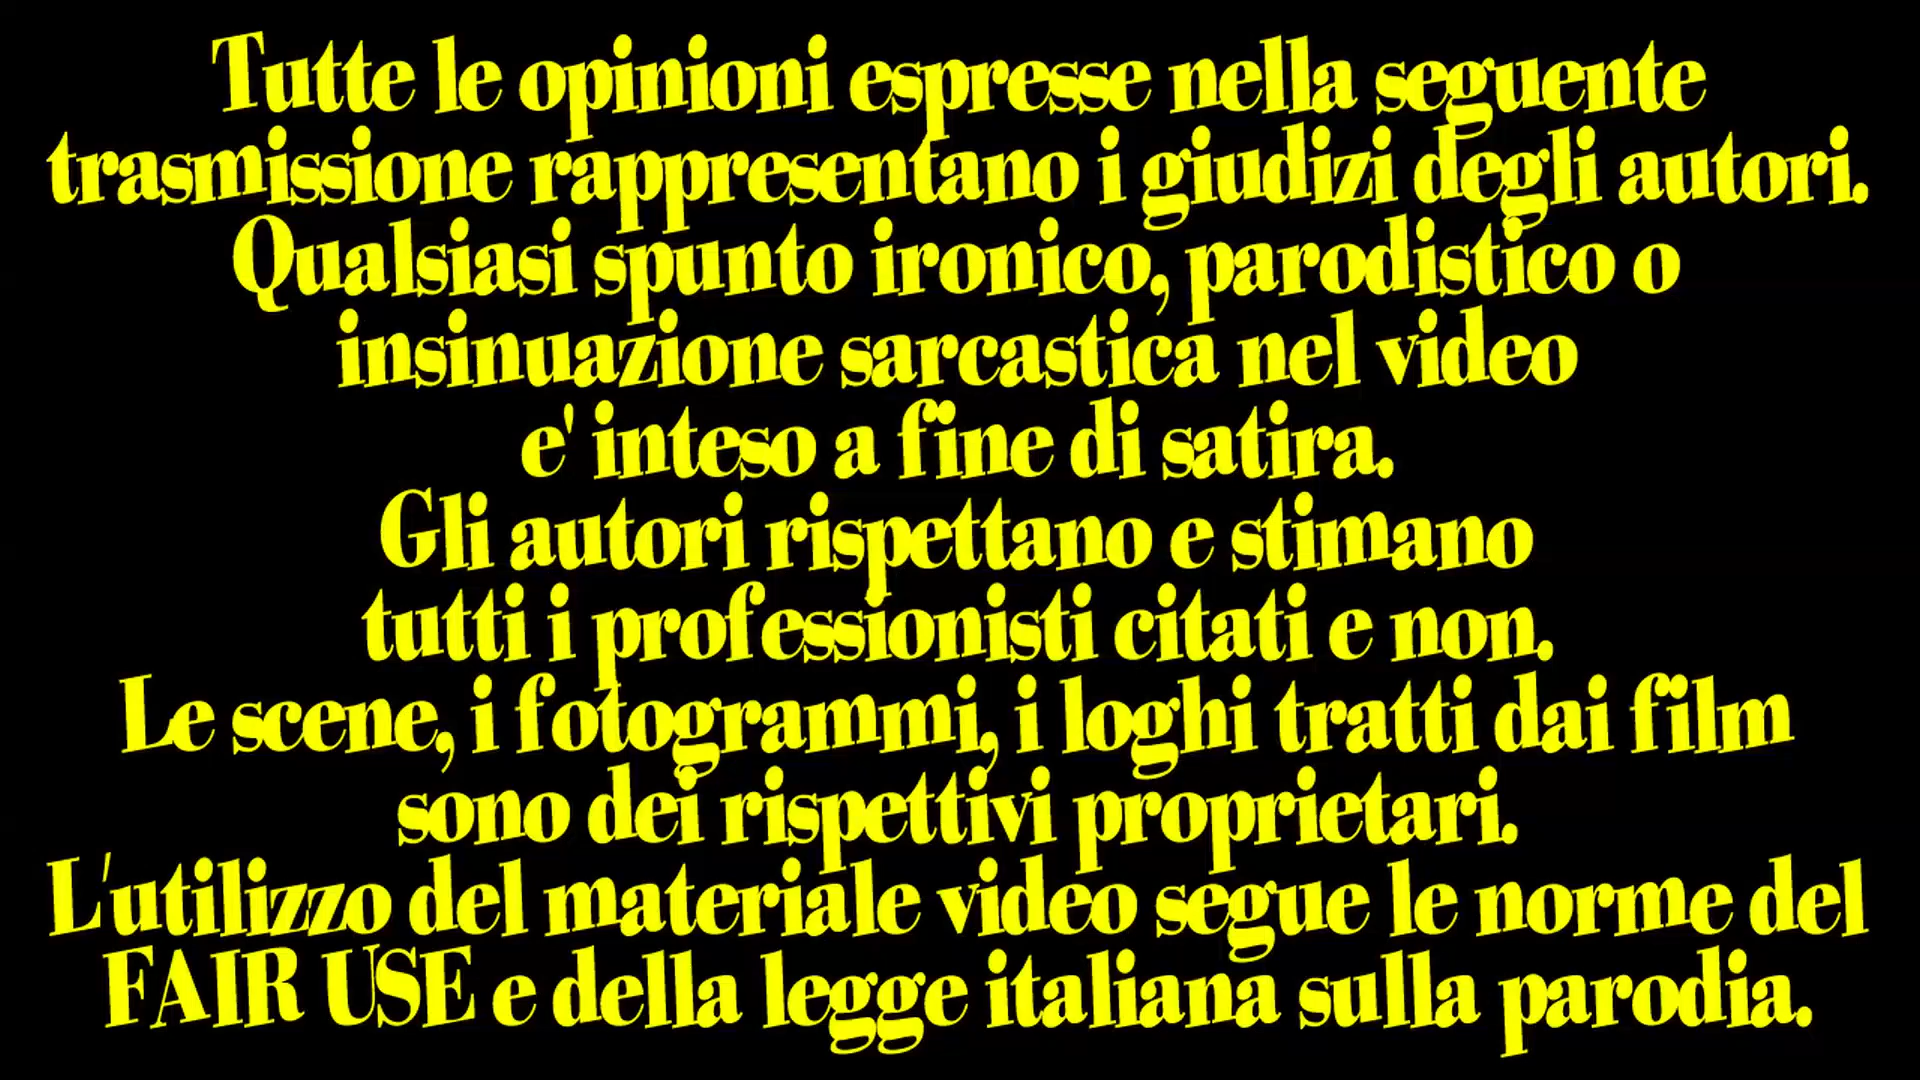 Tutte le opinioni espresse nella seguente
trasmissione rappresentano i giudizi degli autori.
Qualsiasi spunto ironico, parodistico o
insinuazione sarcastica nel video
e' inteso a fine di satira.
Gli autori rispettano e stimano
tutti i professionisti citati e non.
Le scene, i fotogrammi, i loghi tratti dai film
sono dei rispettivi proprietari.
L'utilizzo del materiale video segue le norme del
FAIR USE e della legge italiana sulla parodia.